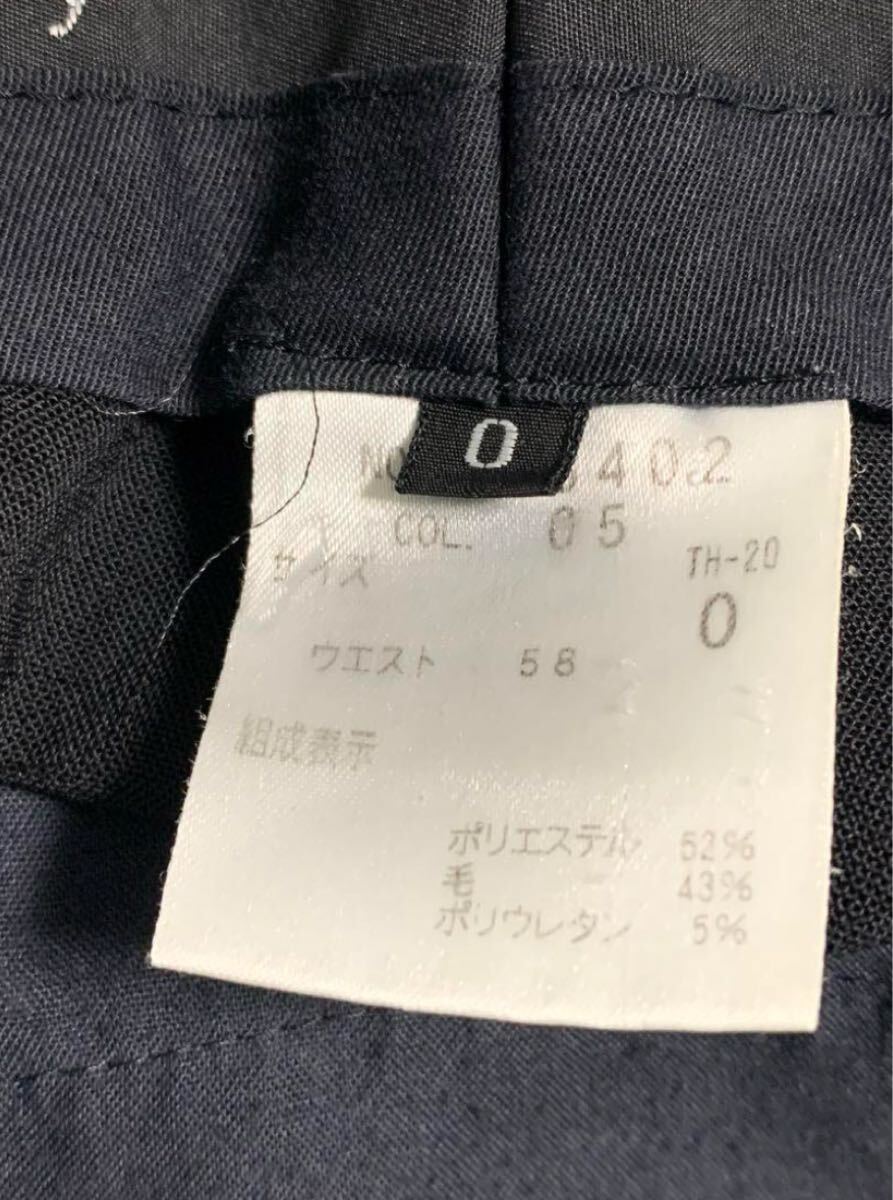 0
NO 3402
COL. 05
サイズ TH-20
0
ウエスト 58
組成表示
ポリエステル 52%
毛 43%
ポリウレタン 5%